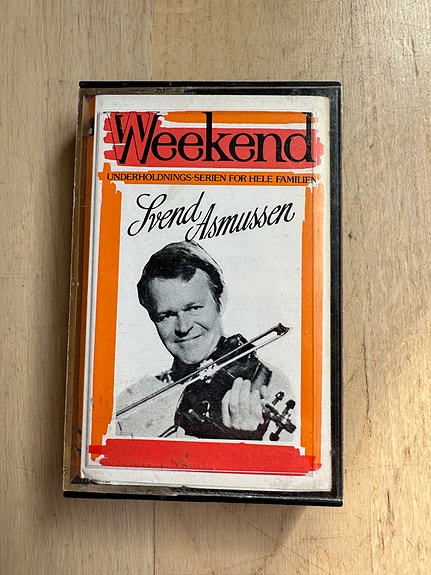 Weekend
UNDERHOLDNINGS-SERIEN FOR HELE FAMILIEN
Svend Asmussen